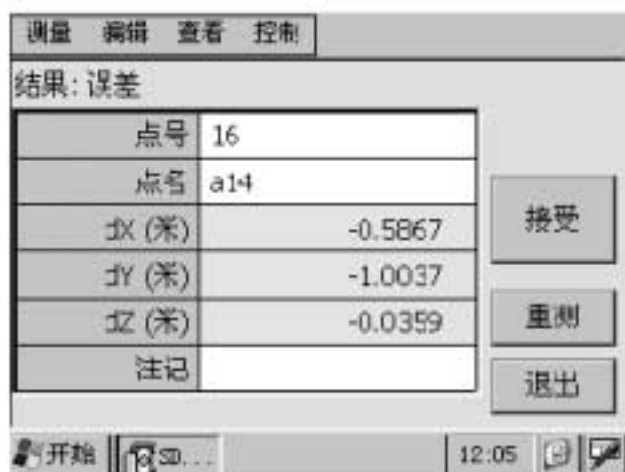 测量 编辑 查看 控制
结果: 误差
点号 16
点名 a14
dX (米) -0.5867
dY (米) -1.0037
dZ (米) -0.0359
注记
接受
重测
退出
开始 SD... 12:05